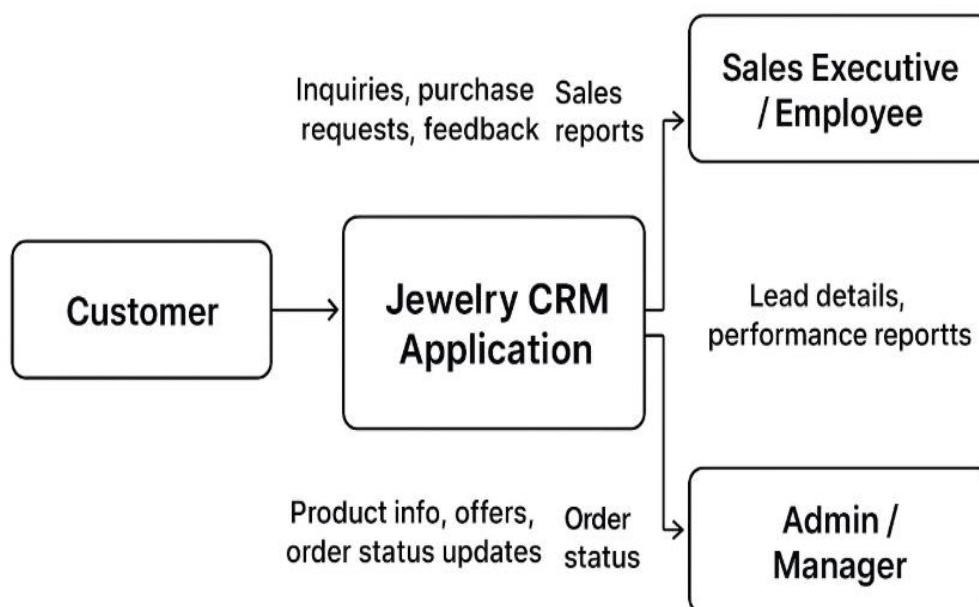 Sales Executive
/ Employee
Inquiries, purchase
requests, feedback
Sales
reports
Customer
Jewelry CRM
Application
Lead details,
performance reportts
Product info, offers,
order status updates
Order
status
Admin /
Manager